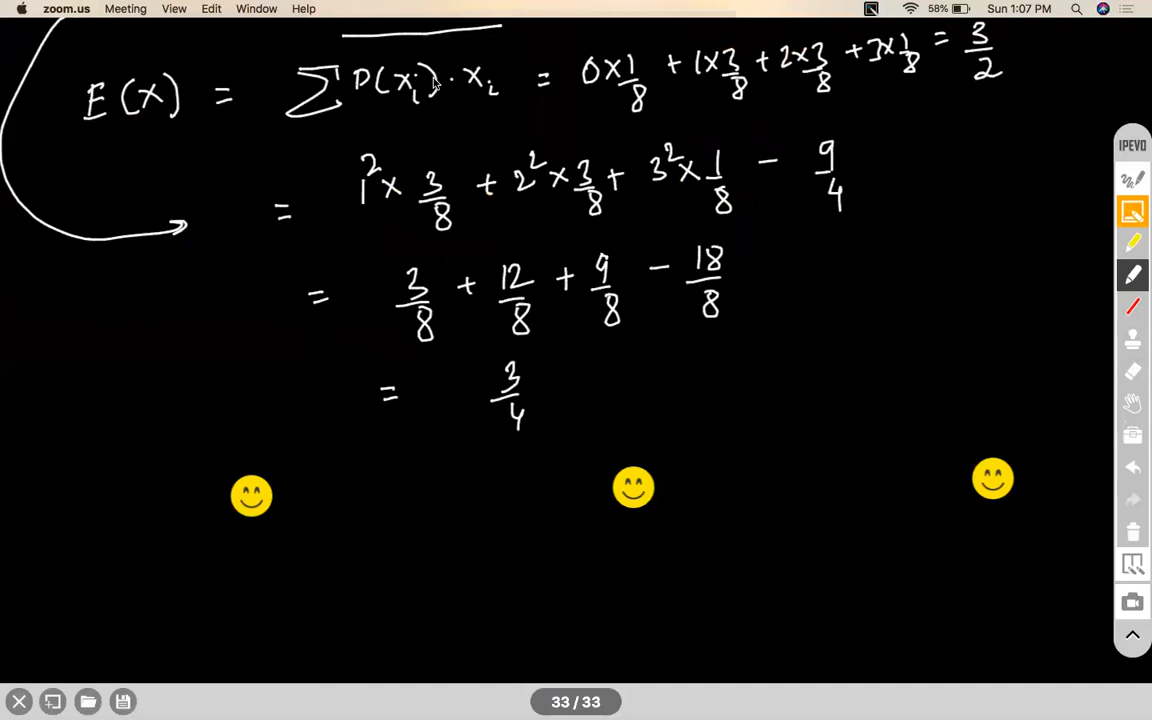 zoom.us Meeting View Edit Window Help 58% Sun 1:07 PM
E(X) = ∑ P(xᵢ) · xᵢ = 0×1/8 + 1×3/8 + 2×3/8 + 3×1/8 = 3/2
= 1²× 3/8 + 2²×3/8 + 3²×1/8 − 9/4
= 3/8 + 12/8 + 9/8 − 18/8
= 3/4
IPEVO
33 / 33